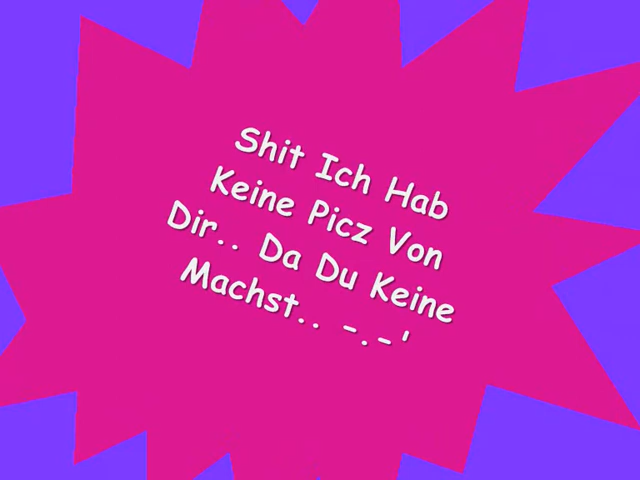 Shit Ich Hab
Keine Picz Von
Dir.. Da Du Keine
Machst.. -.-'